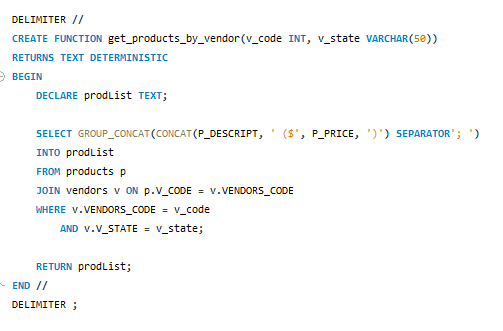 DELIMITER //
CREATE FUNCTION get_products_by_vendor(v_code INT, v_state VARCHAR(50))
RETURNS TEXT DETERMINISTIC
BEGIN
    DECLARE prodList TEXT;

    SELECT GROUP_CONCAT(CONCAT(P_DESCRIPT, ' ($', P_PRICE, ')') SEPARATOR'; ')
    INTO prodList
    FROM products p
    JOIN vendors v ON p.V_CODE = v.VENDORS_CODE
    WHERE v.VENDORS_CODE = v_code
        AND v.V_STATE = v_state;

    RETURN prodList;
END //
DELIMITER ;